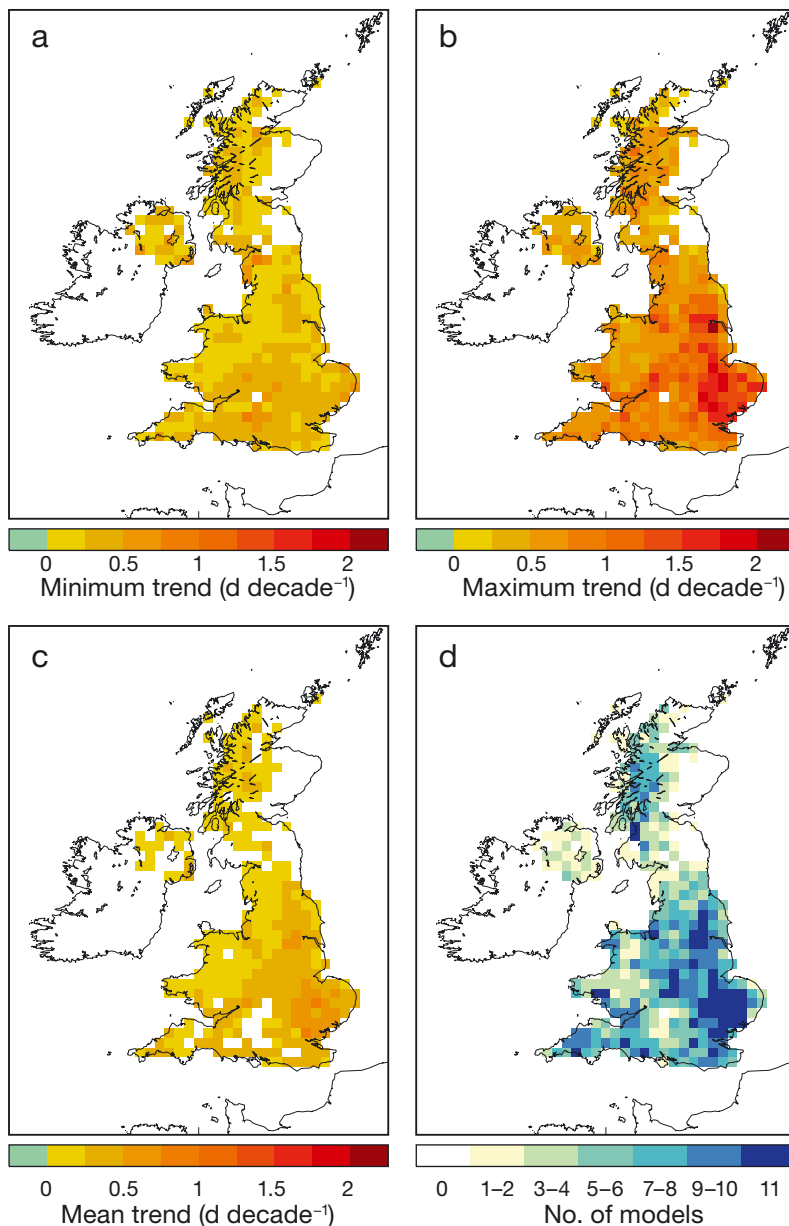 a
b
0 0.5 1 1.5 2
Minimum trend (d decade⁻¹)
0 0.5 1 1.5 2
Maximum trend (d decade⁻¹)
c
d
0 0.5 1 1.5 2
Mean trend (d decade⁻¹)
0 1–2 3–4 5–6 7–8 9–10 11
No. of models